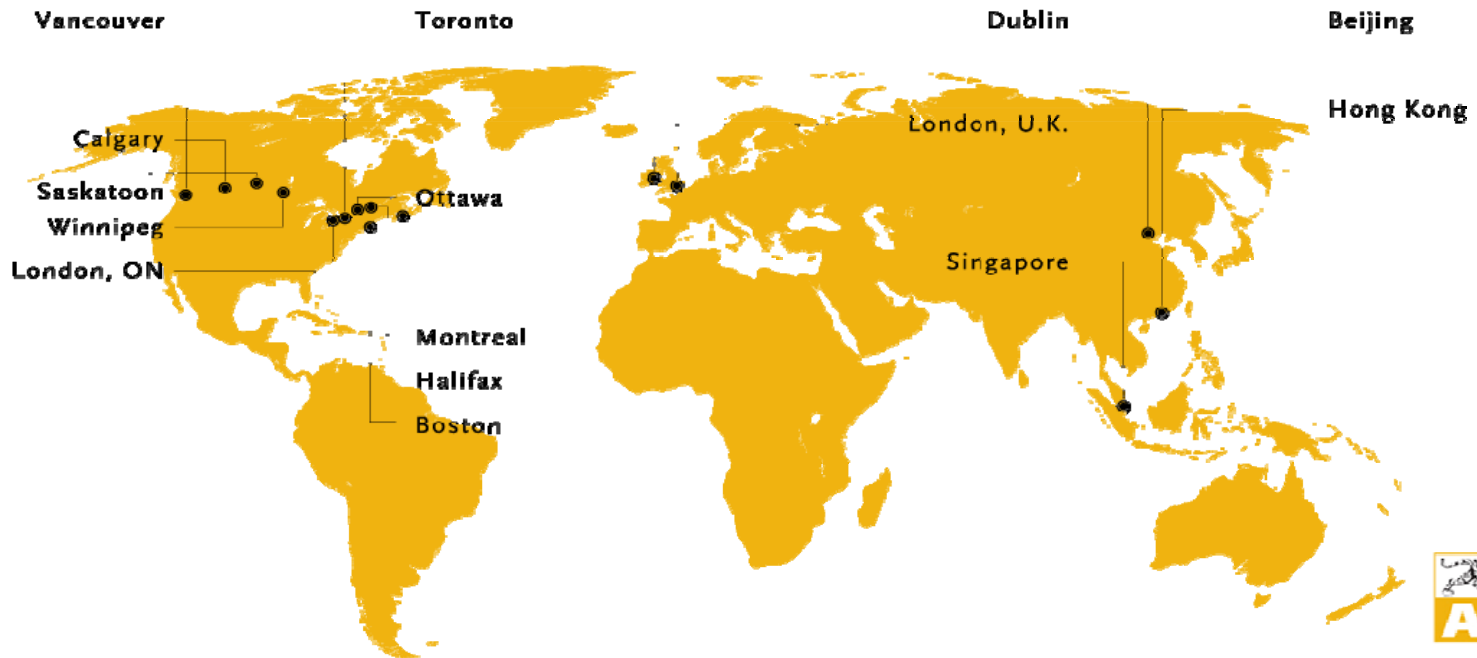 Vancouver
Toronto
Dublin
Beijing
Calgary
Saskatoon
Winnipeg
London, ON
Ottawa
Montreal
Halifax
Boston
London, U.K.
Singapore
Hong Kong
A